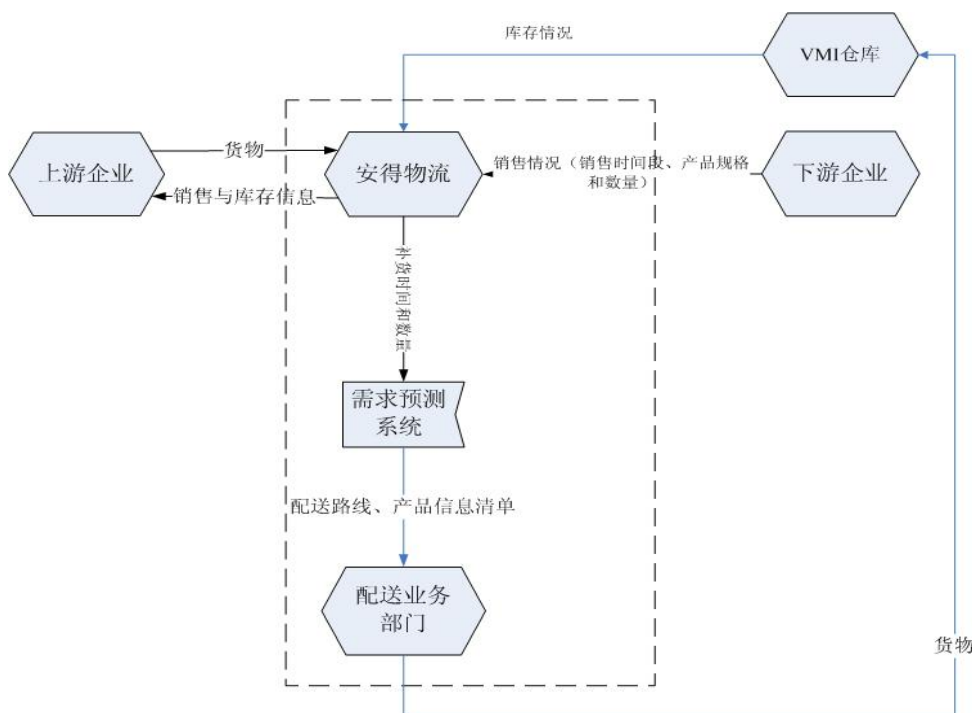 库存情况
VMI仓库
上游企业
货物
销售与库存信息
安得物流
销售情况（销售时间段、产品规格
和数量）
下游企业
补货时间和数量
需求预测
系统
配送路线、产品信息清单
配送业务
部门
货物